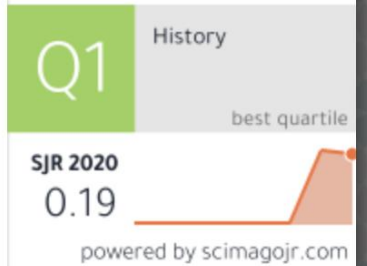 Q1
History
best quartile
SJR 2020
0.19
powered by scimagojr.com